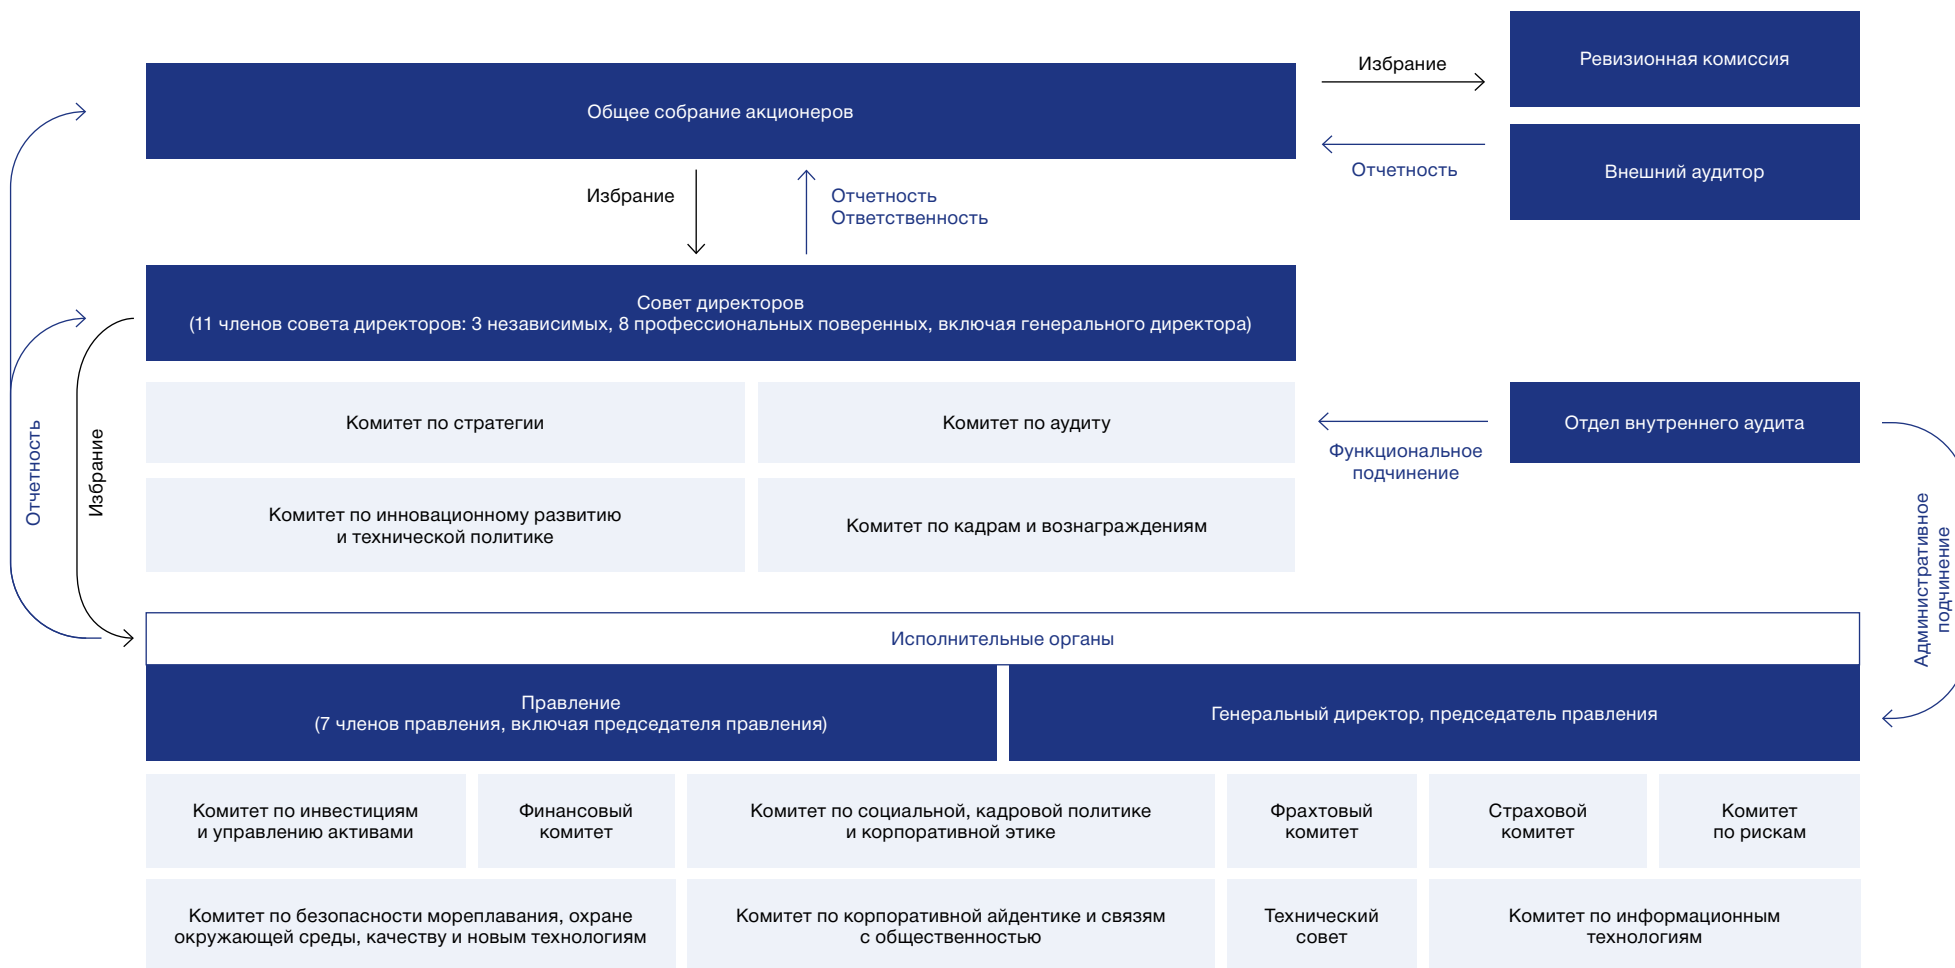 Ревизионная комиссия
Избрание
Общее собрание акционеров
Отчетность
Внешний аудитор
Избрание
Отчетность
Ответственность
Совет директоров
(11 членов совета директоров: 3 независимых, 8 профессиональных поверенных, включая генерального директора)
Комитет по стратегии
Комитет по аудиту
Функциональное
подчинение
Отдел внутреннего аудита
Отчетность
Избрание
Комитет по инновационному развитию
и технической политике
Комитет по кадрам и вознаграждениям
Административное
подчинение
Исполнительные органы
Правление
(7 членов правления, включая председателя правления)
Генеральный директор, председатель правления
Комитет по инвестициям
и управлению активами
Финансовый
комитет
Комитет по социальной, кадровой политике
и корпоративной этике
Фрахтовый
комитет
Страховой
комитет
Комитет
по рискам
Комитет по безопасности мореплавания, охране
окружающей среды, качеству и новым технологиям
Комитет по корпоративной айдентике и связям
с общественностью
Технический
совет
Комитет по информационным
технологиям